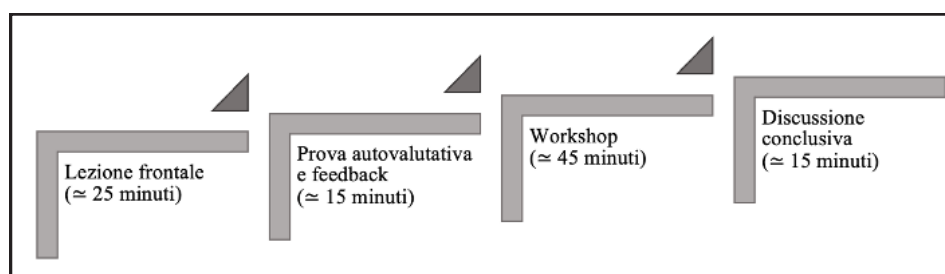 Lezione frontale
(≃ 25 minuti)
Prova autovalutativa
e feedback
(≃ 15 minuti)
Workshop
(≃ 45 minuti)
Discussione
conclusiva
(≃ 15 minuti)